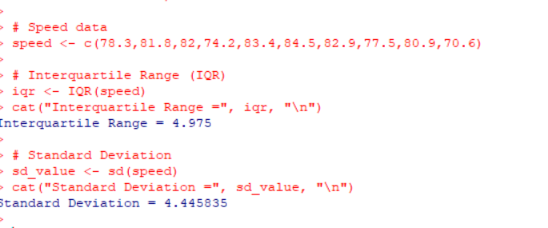 >
> # Speed data
> speed <- c(78.3,81.8,82,74.2,83.4,84.5,82.9,77.5,80.9,70.6)
>
> # Interquartile Range (IQR)
> iqr <- IQR(speed)
> cat("Interquartile Range =", iqr, "\n")
Interquartile Range = 4.975
>
> # Standard Deviation
> sd_value <- sd(speed)
> cat("Standard Deviation =", sd_value, "\n")
Standard Deviation = 4.445835
>